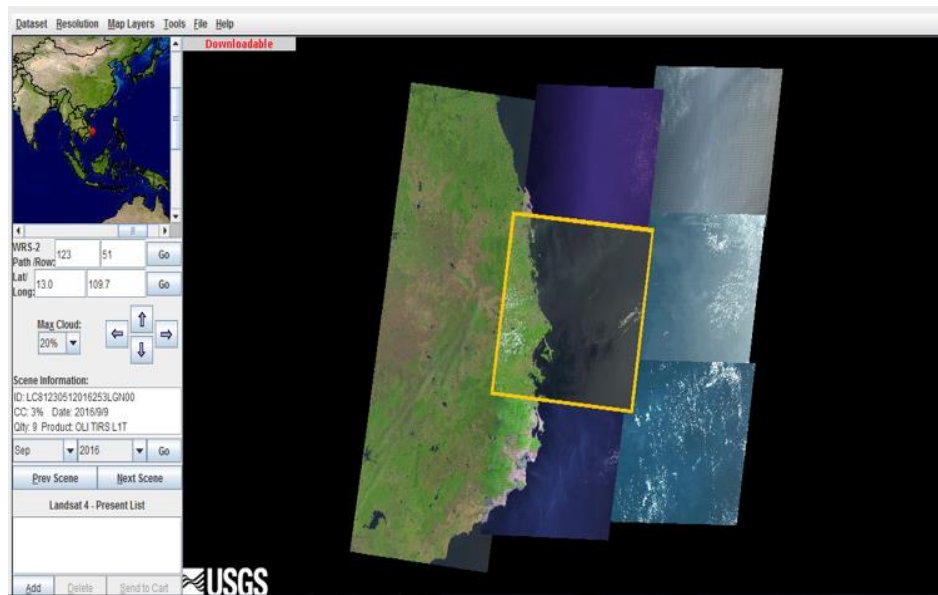 Dataset Resolution Map Layers Tools File Help
Downloadable
WRS-2
Path /Row: 123 51 Go
Lat/
Long: 13.0 109.7 Go
Max Cloud:
20%
Scene Information:
ID: LC81230512016253LGN00
CC: 3% Date: 2016/9/9
Qlty: 9 Product: OLI TIRS L1T
Sep 2016 Go
Prev Scene Next Scene
Landsat 4 - Present List
Add Delete Send to Cart
USGS